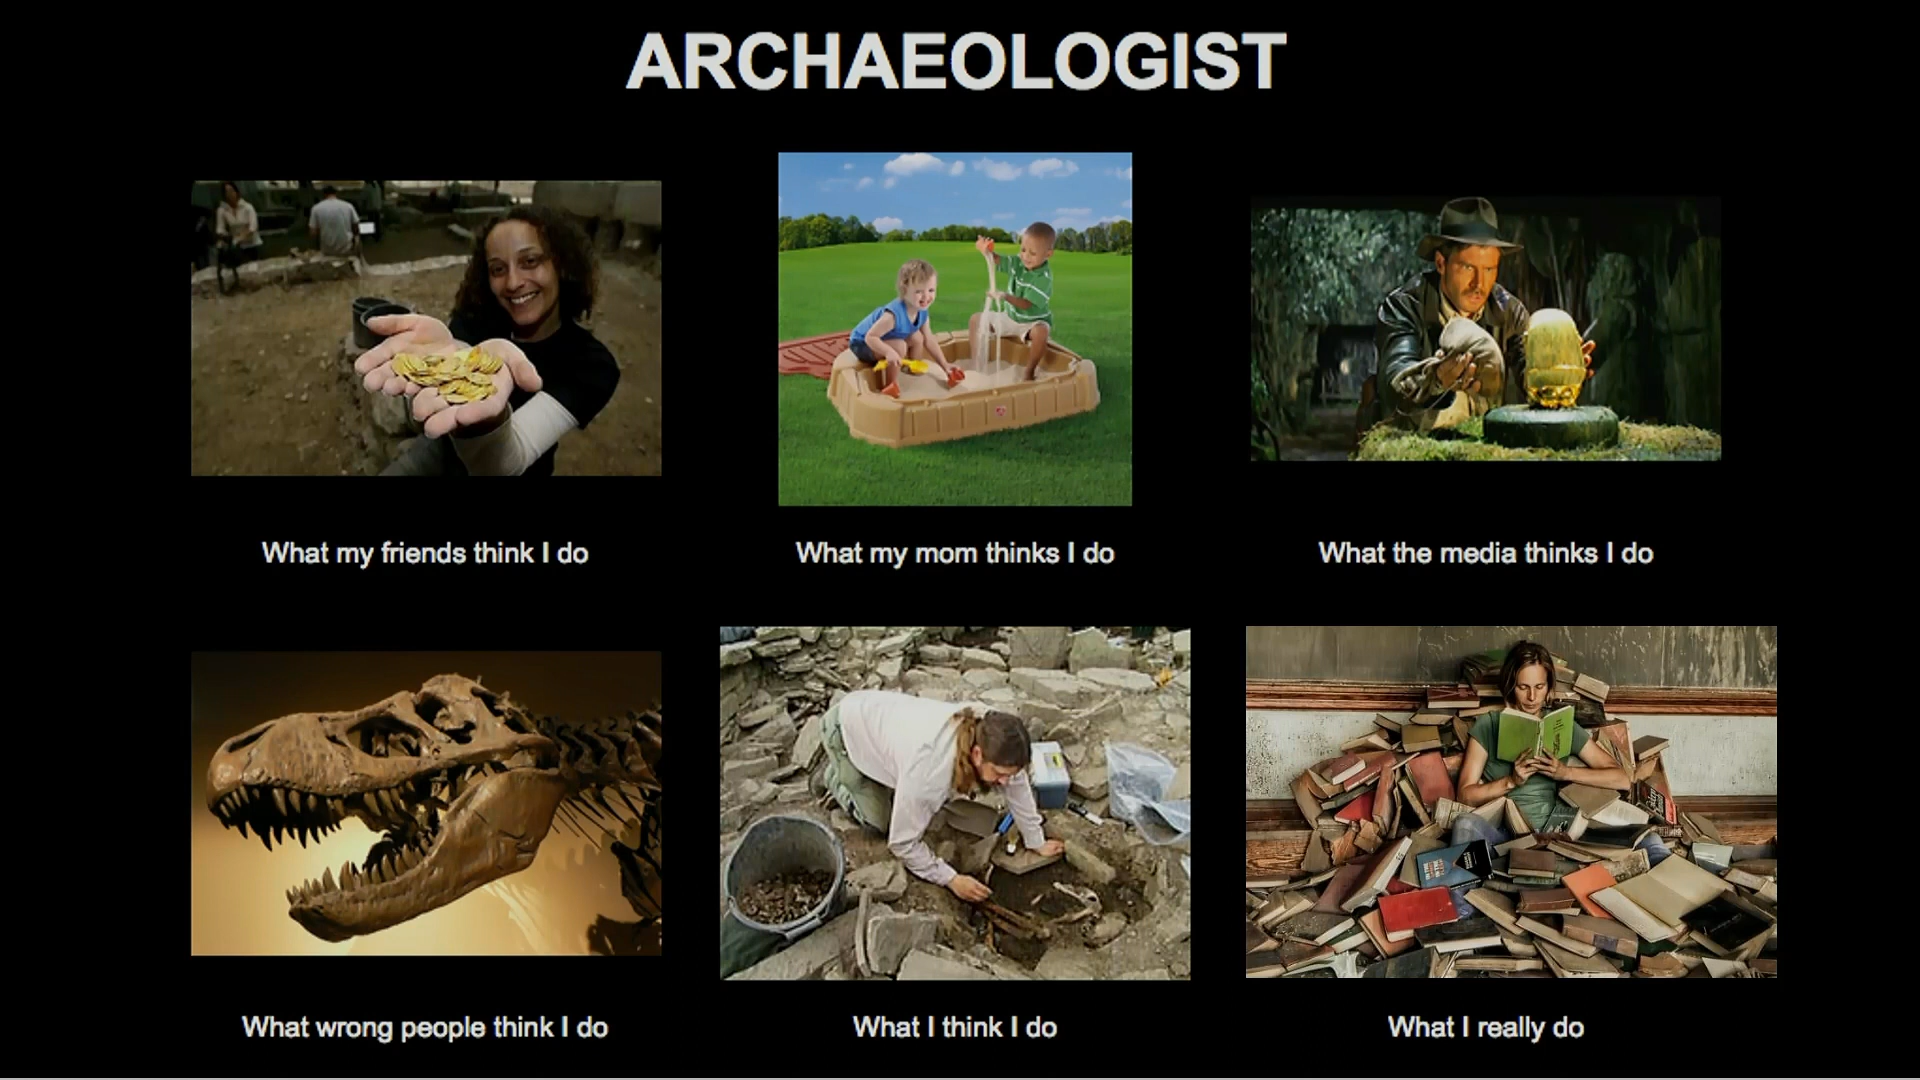 ARCHAEOLOGIST
What my friends think I do
What my mom thinks I do
What the media thinks I do
What wrong people think I do
What I think I do
What I really do